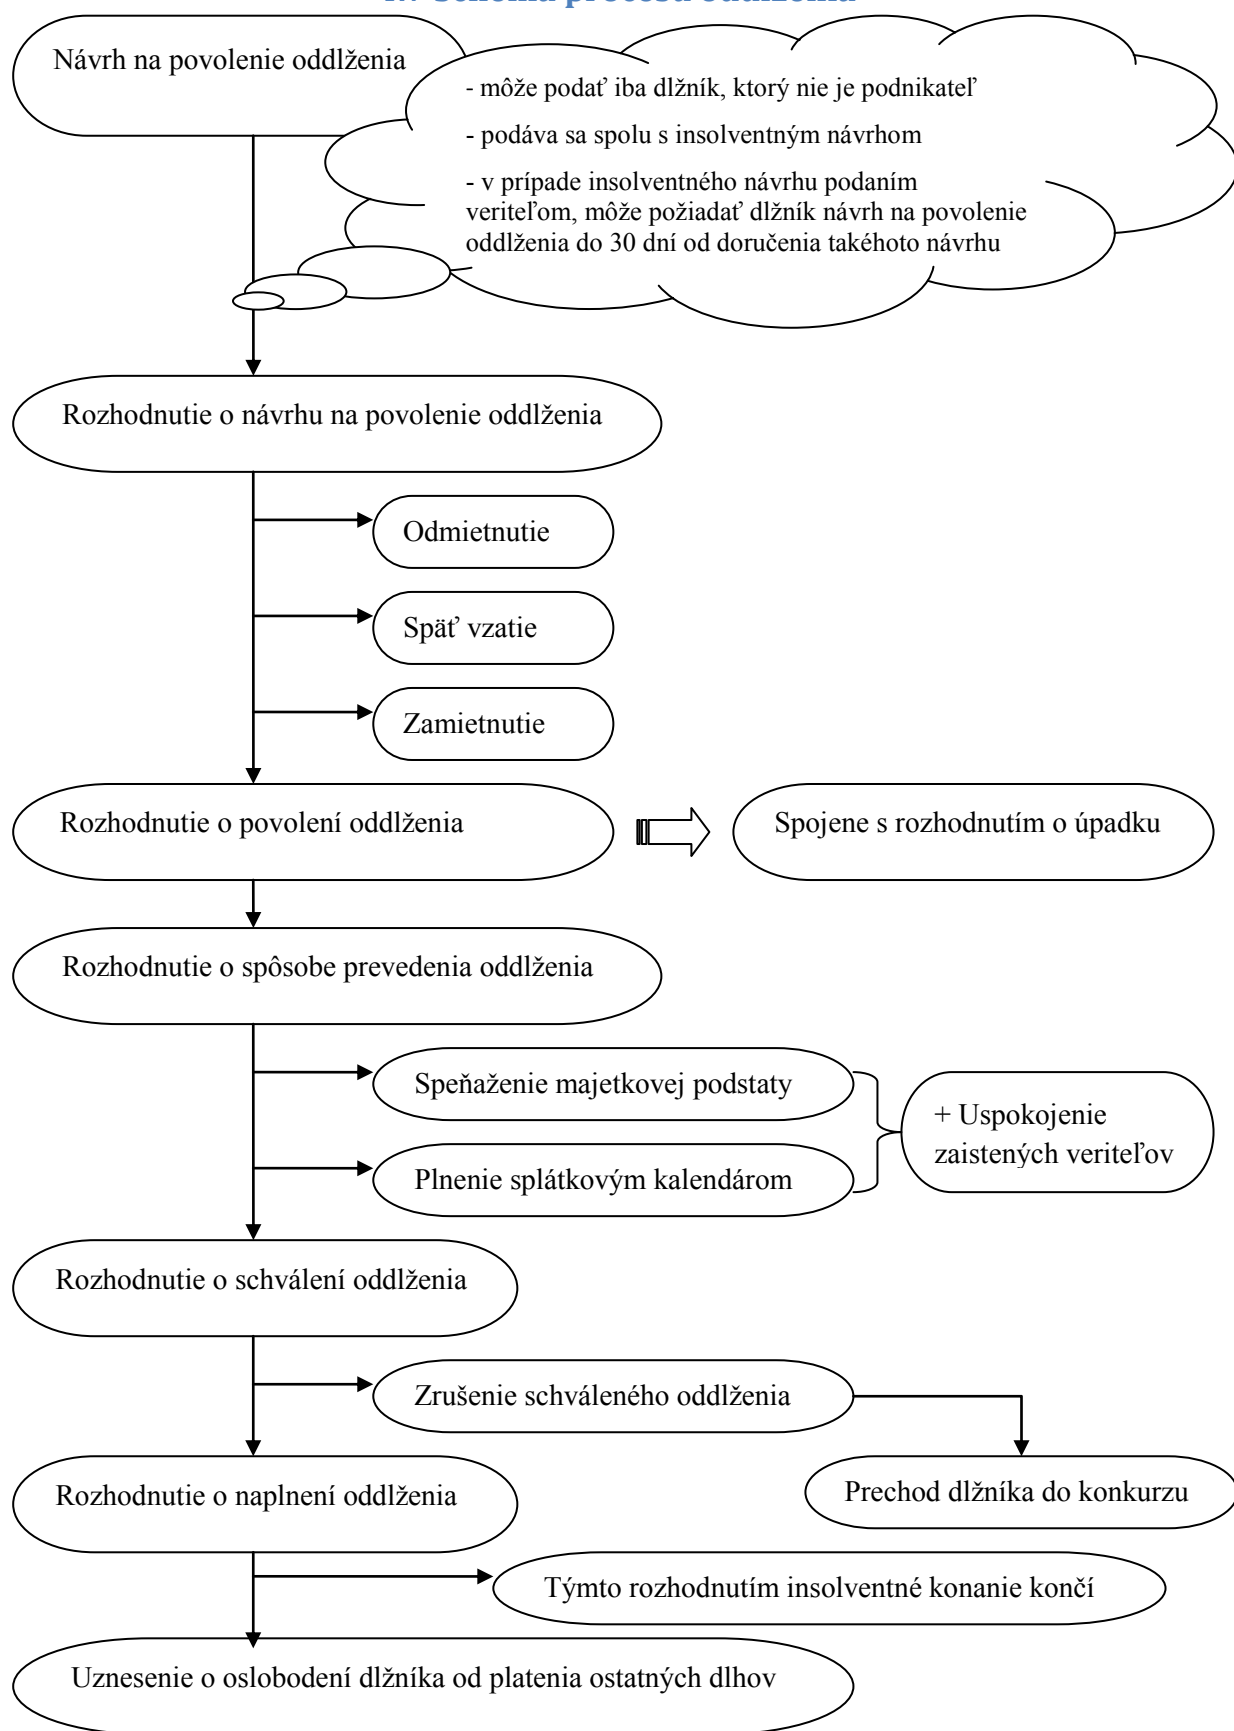 Návrh na povolenie oddlženia
- môže podať iba dlžník, ktorý nie je podnikateľ
- podáva sa spolu s insolventným návrhom
- v prípade insolventného návrhu podaním
veriteľom, môže požiadať dlžník návrh na povolenie
oddlženia do 30 dní od doručenia takéhoto návrhu
Rozhodnutie o návrhu na povolenie oddlženia
Odmietnutie
Späť vzatie
Zamietnutie
Rozhodnutie o povolení oddlženia
Spojene s rozhodnutím o úpadku
Rozhodnutie o spôsobe prevedenia oddlženia
Speňaženie majetkovej podstaty
+ Uspokojenie
zaistených veriteľov
Plnenie splátkovým kalendárom
Rozhodnutie o schválení oddlženia
Zrušenie schváleného oddlženia
Prechod dlžníka do konkurzu
Rozhodnutie o naplnení oddlženia
Týmto rozhodnutím insolventné konanie končí
Uznesenie o oslobodení dlžníka od platenia ostatných dlhov